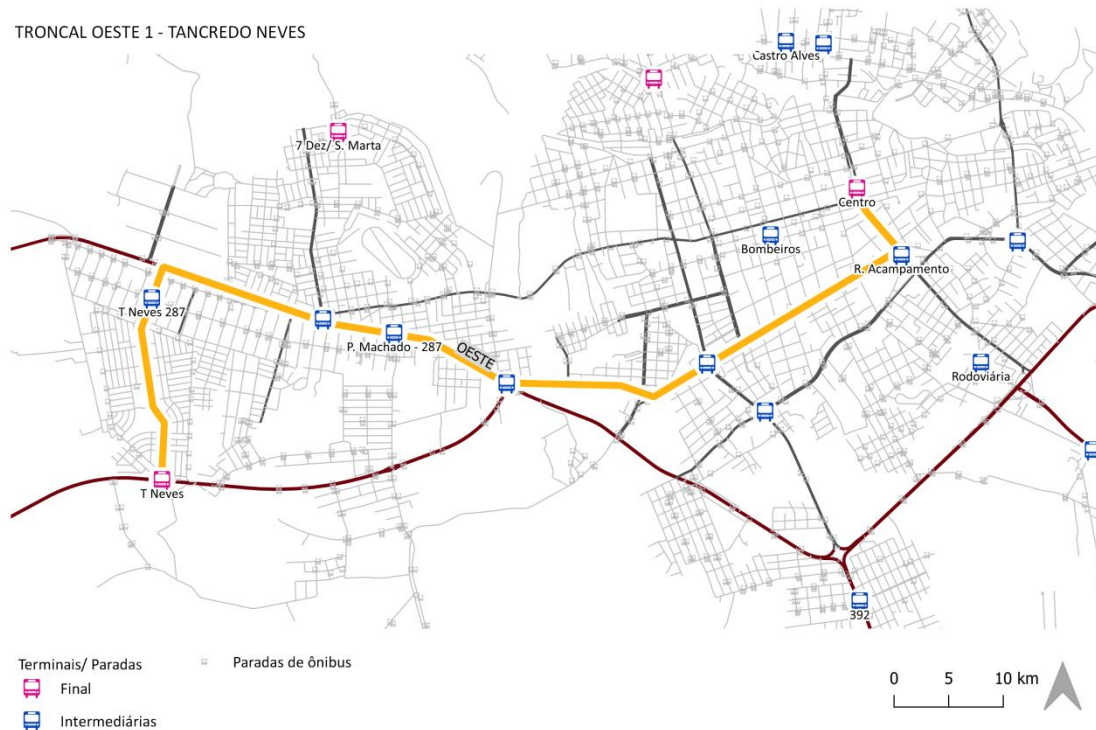 TRONCAL OESTE 1 - TANCREDO NEVES
Castro Alves
7 Dez/ S. Marta
Centro
Bombeiros
R. Acampamento
T Neves 287
P. Machado - 287
OESTE
Rodoviária
T Neves
392
Terminais/ Paradas
Paradas de ônibus
Final
Intermediárias
0 5 10 km